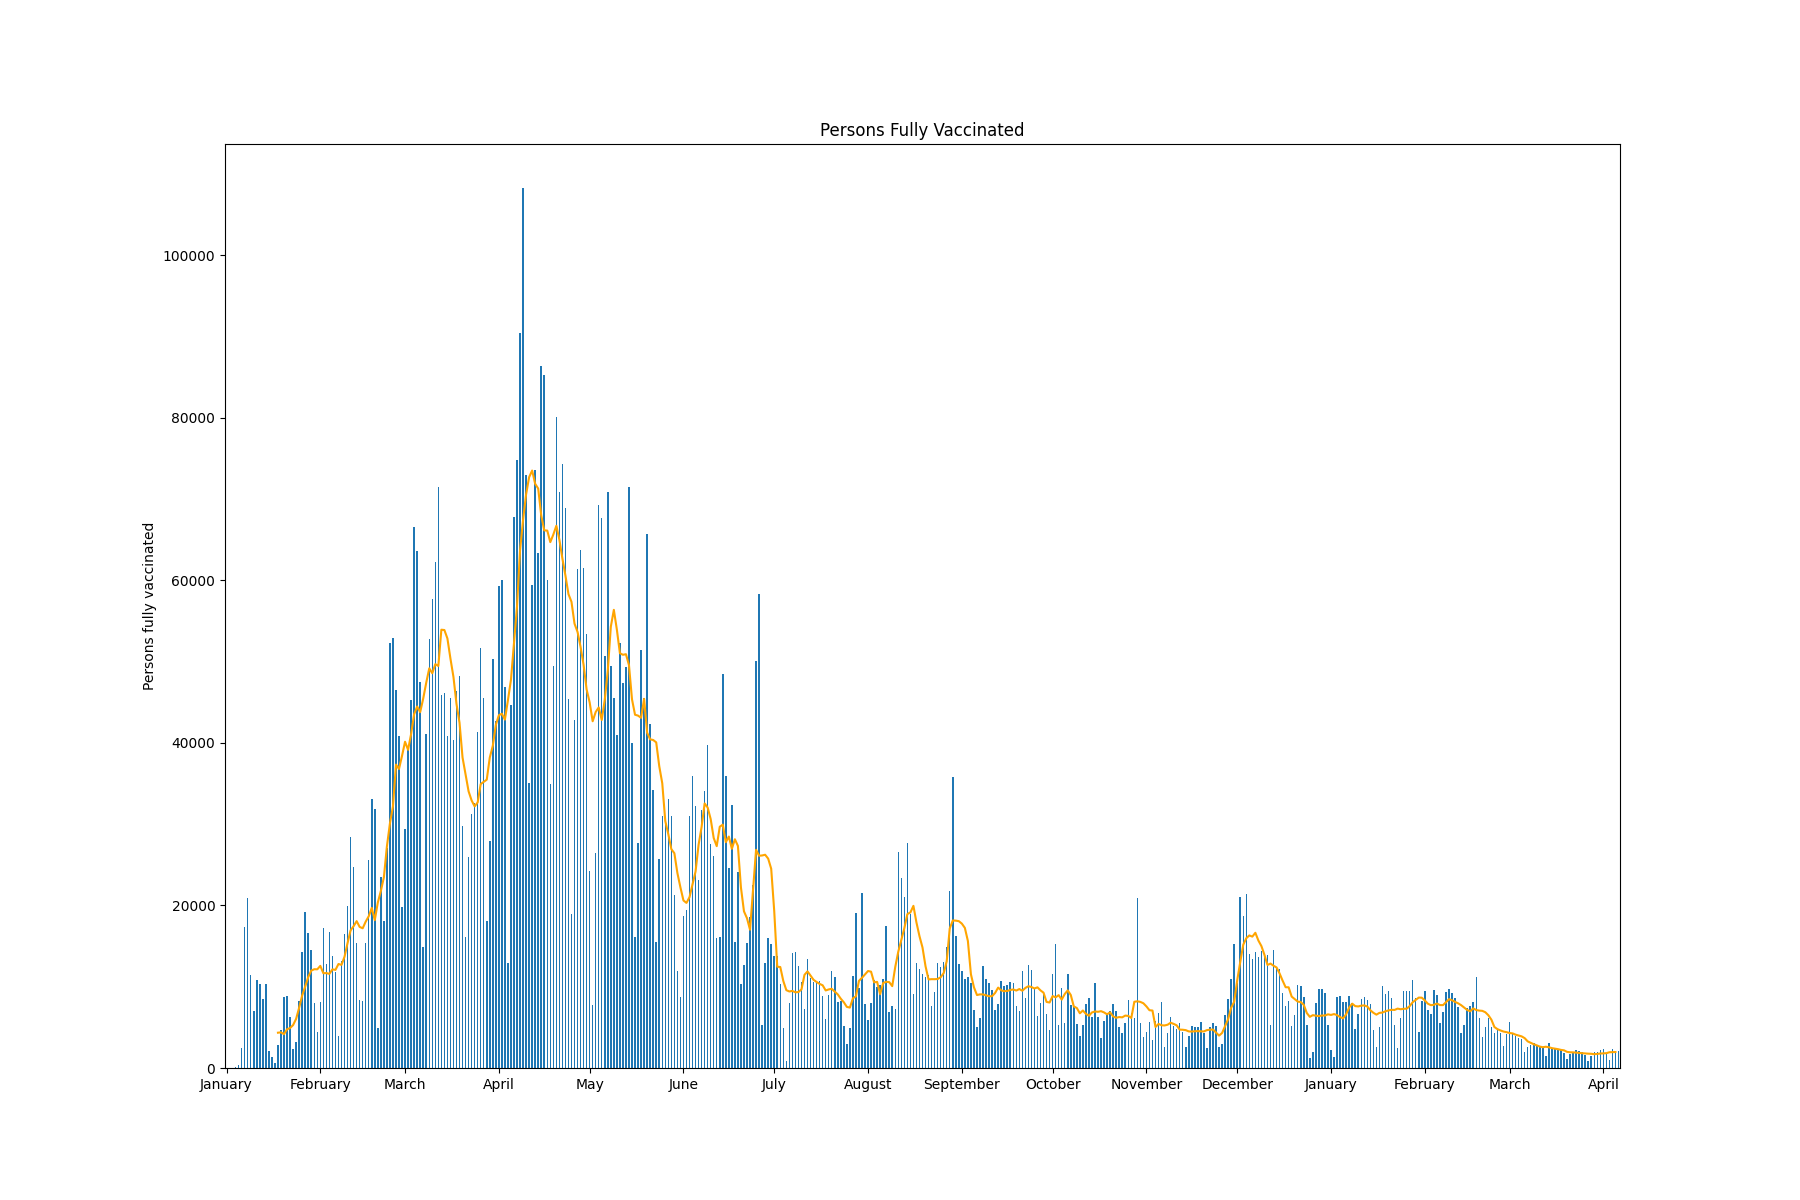 Persons Fully Vaccinated
Persons fully vaccinated
100000
80000
60000
40000
20000
0
January February March April May June July August September October November December January February March April